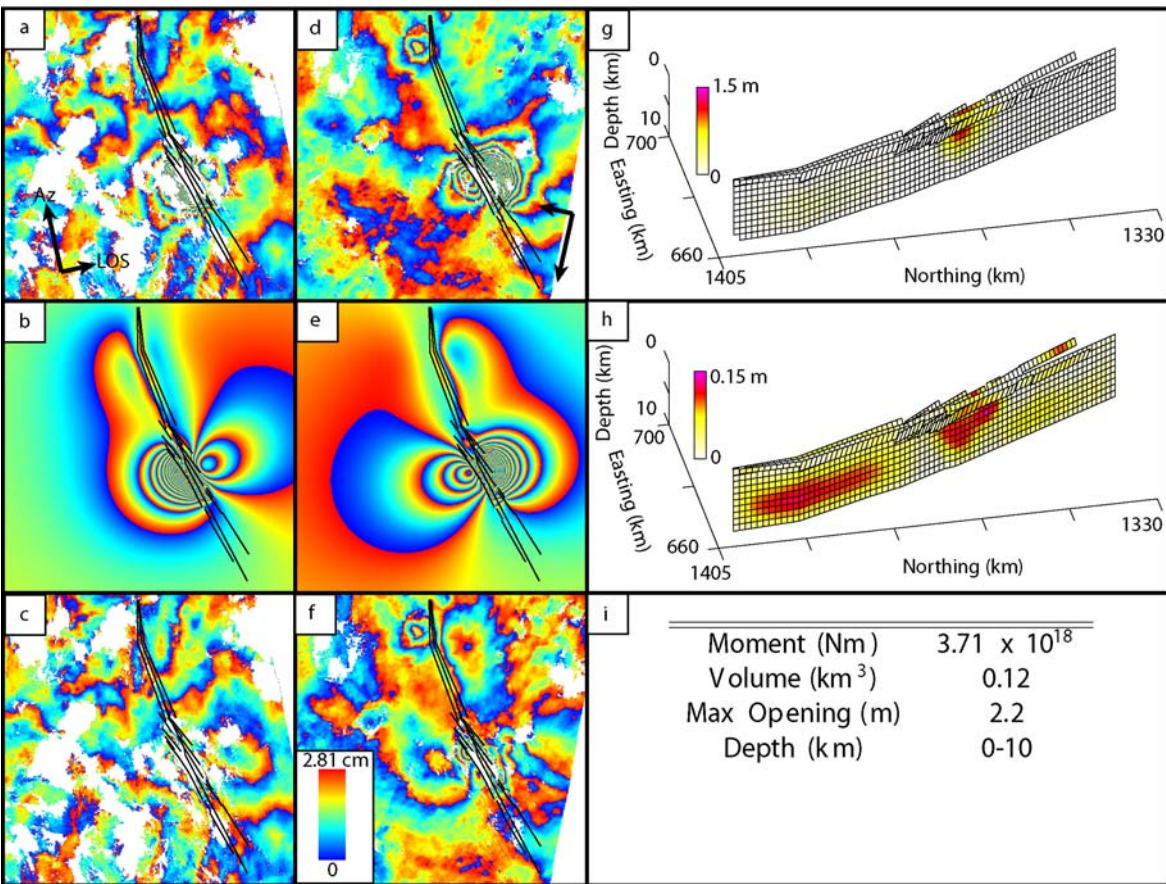 a
Az
LOS
d
g
0
Depth (km)
10
700
Easting (km)
660
1405
Northing (km)
1330
1.5 m
0
b
e
h
0
Depth (km)
10
700
Easting (km)
660
1405
Northing (km)
1330
0.15 m
0
c
2.81 cm
0
f
i
Moment (Nm) 3.71 x 10^18
Volume (km^3) 0.12
Max Opening (m) 2.2
Depth (km) 0-10